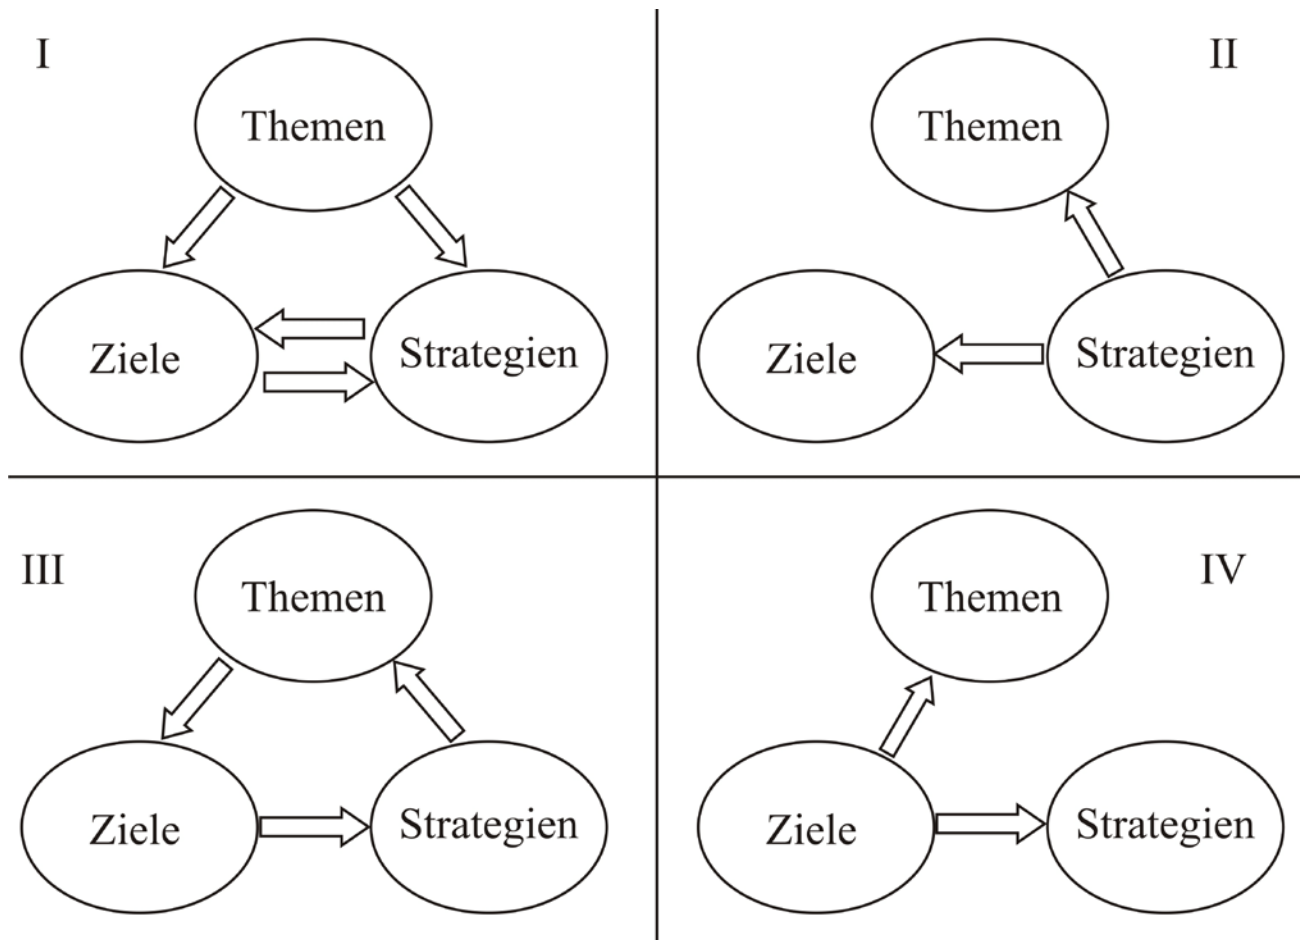 I
Themen
Ziele
Strategien
II
Themen
Ziele
Strategien
III
Themen
Ziele
Strategien
IV
Themen
Ziele
Strategien